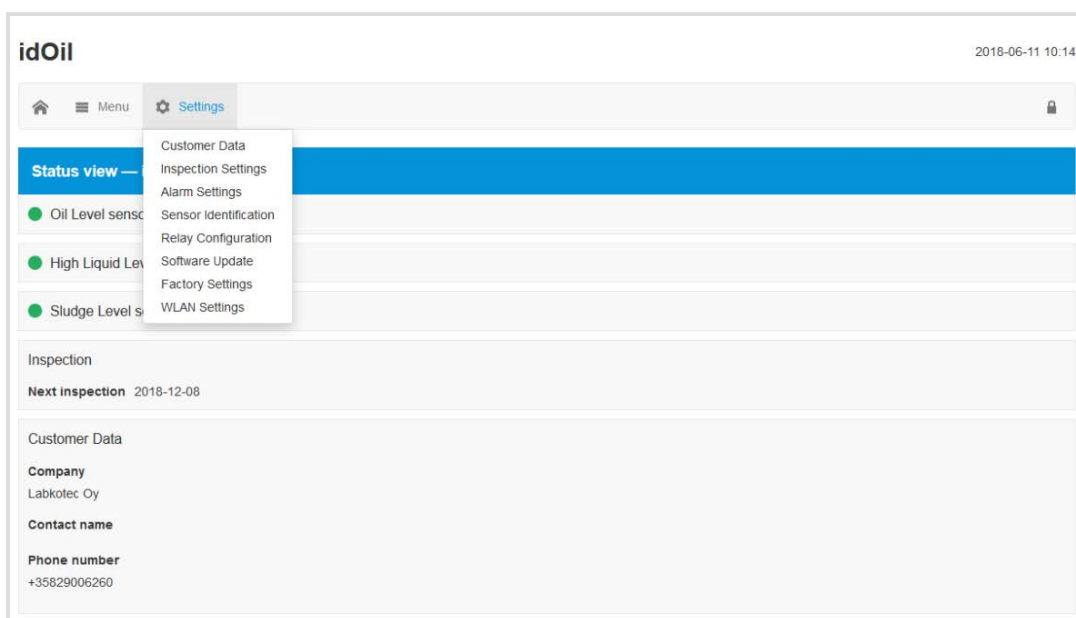 idOil
2018-06-11 10:14
Menu
Settings
Customer Data
Inspection Settings
Alarm Settings
Sensor Identification
Relay Configuration
Software Update
Factory Settings
WLAN Settings
Status view —
Oil Level
High Liquid
Sludge Level
Inspection
Next inspection 2018-12-08
Customer Data
Company
Labkotec Oy
Contact name
Phone number
+35829006260